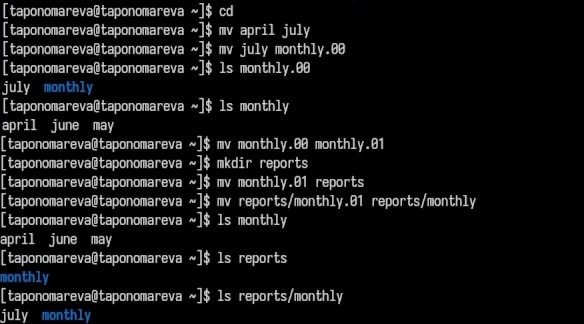 [taponomareva@taponomareva ~]$ cd
[taponomareva@taponomareva ~]$ mv april july
[taponomareva@taponomareva ~]$ mv july monthly.00
[taponomareva@taponomareva ~]$ ls monthly.00
july monthly
[taponomareva@taponomareva ~]$ ls monthly
april june may
[taponomareva@taponomareva ~]$ mv monthly.00 monthly.01
[taponomareva@taponomareva ~]$ mkdir reports
[taponomareva@taponomareva ~]$ mv monthly.01 reports
[taponomareva@taponomareva ~]$ mv reports/monthly.01 reports/monthly
[taponomareva@taponomareva ~]$ ls monthly
april june may
[taponomareva@taponomareva ~]$ ls reports
monthly
[taponomareva@taponomareva ~]$ ls reports/monthly
july monthly